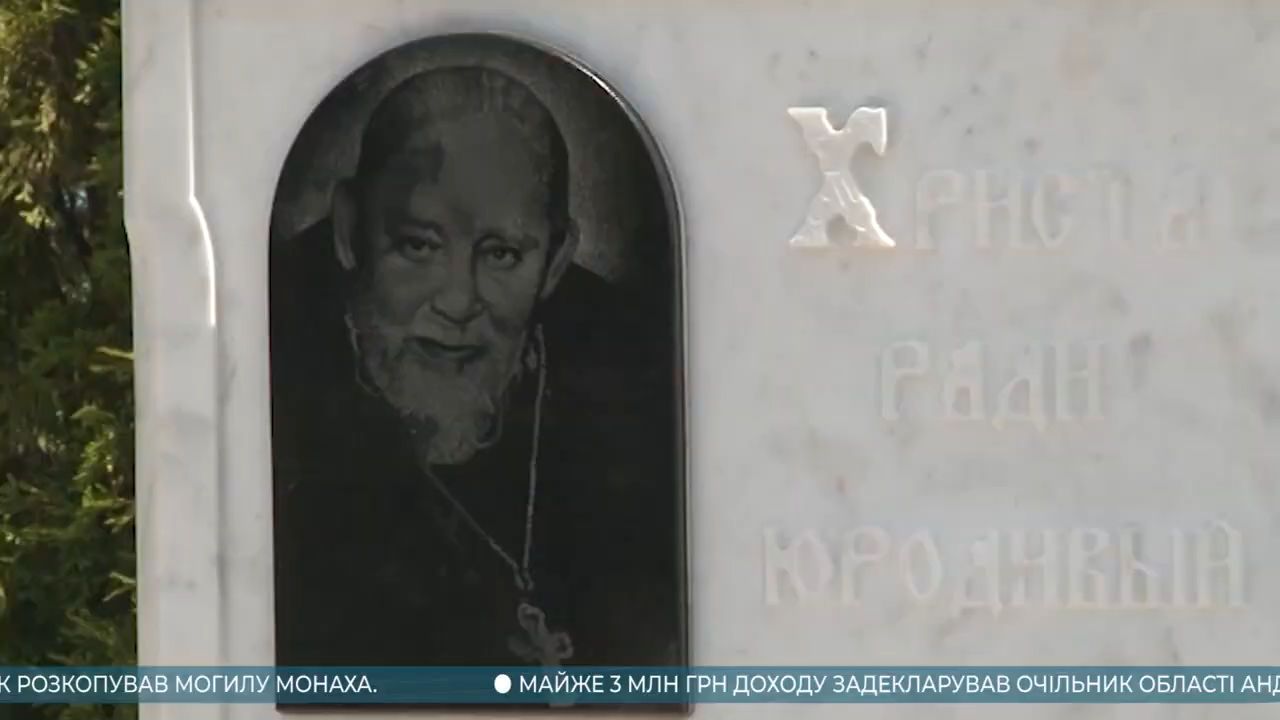 Христа
ради
юродивый
К РОЗКОПУВАВ МОГИЛУ МОНАХА.
МАЙЖЕ 3 МЛН ГРН ДОХОДУ ЗАДЕКЛАРУВАВ ОЧІЛЬНИК ОБЛАСТІ АНД